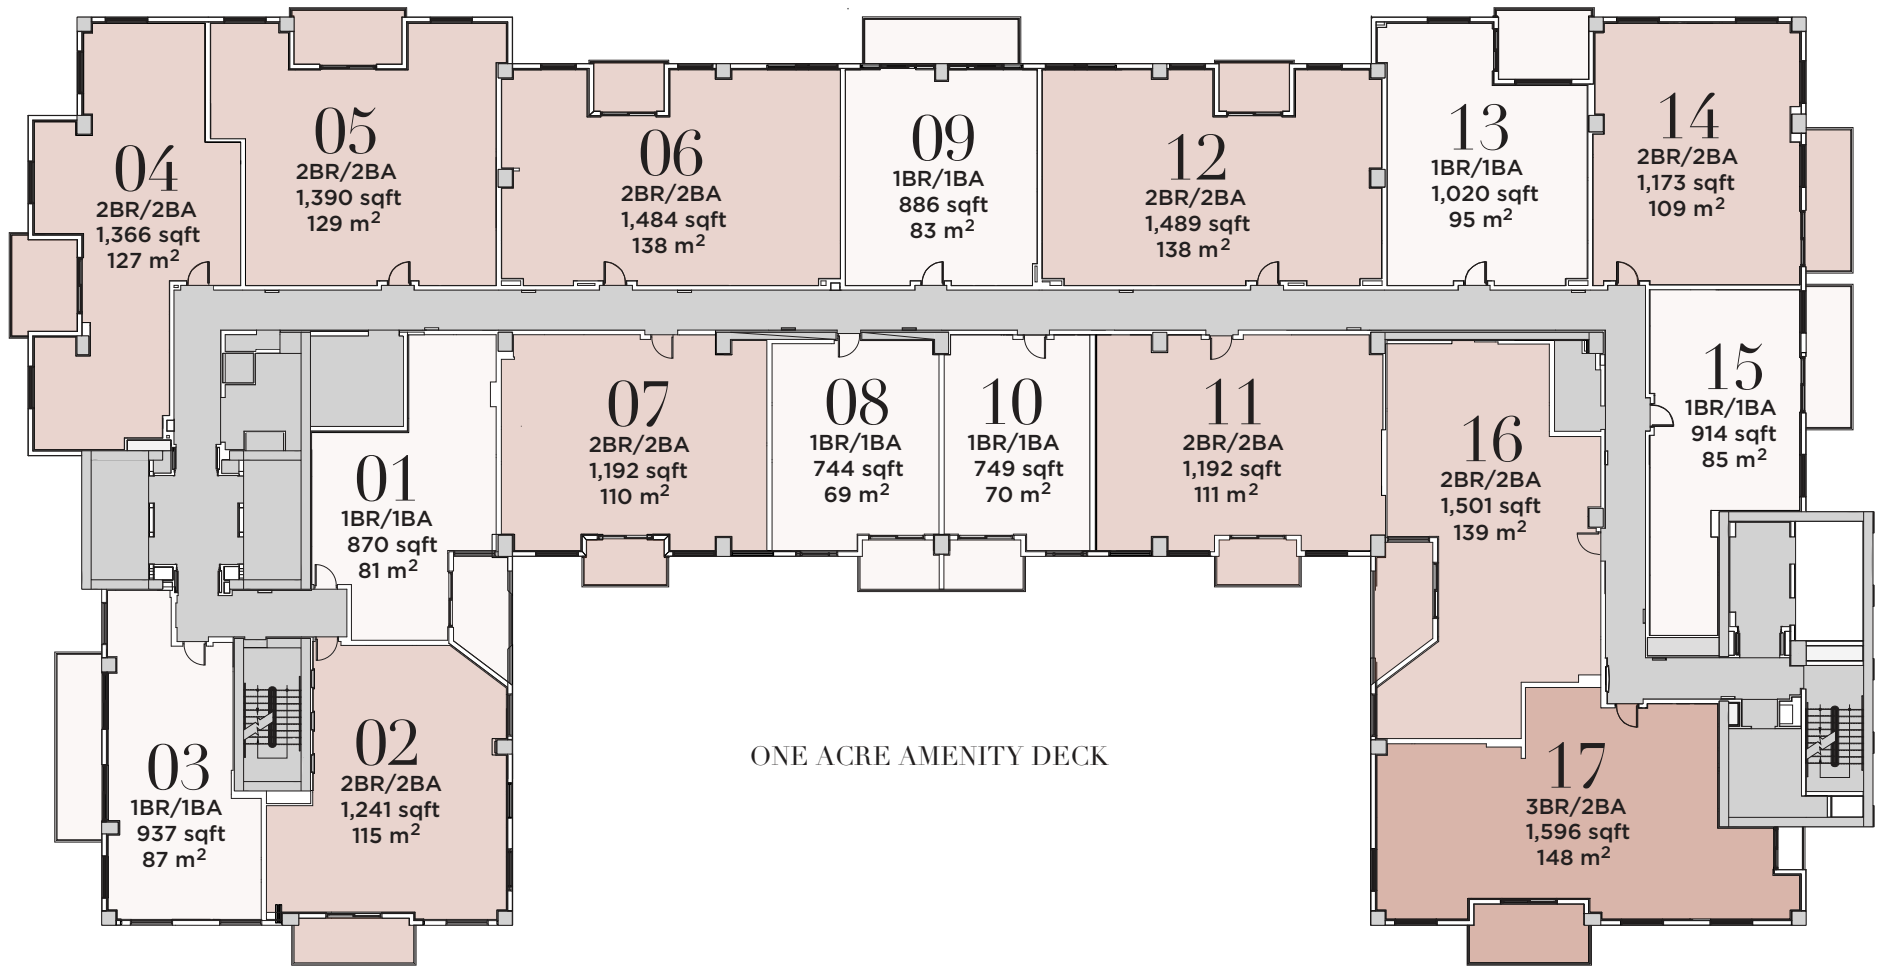 04
2BR/2BA
1,366 sqft
127 m²
05
2BR/2BA
1,390 sqft
129 m²
06
2BR/2BA
1,484 sqft
138 m²
09
1BR/1BA
886 sqft
83 m²
12
2BR/2BA
1,489 sqft
138 m²
13
1BR/1BA
1,020 sqft
95 m²
14
2BR/2BA
1,173 sqft
109 m²
01
1BR/1BA
870 sqft
81 m²
07
2BR/2BA
1,192 sqft
110 m²
08
1BR/1BA
744 sqft
69 m²
10
1BR/1BA
749 sqft
70 m²
11
2BR/2BA
1,192 sqft
111 m²
16
2BR/2BA
1,501 sqft
139 m²
15
1BR/1BA
914 sqft
85 m²
03
1BR/1BA
937 sqft
87 m²
02
2BR/2BA
1,241 sqft
115 m²
ONE ACRE AMENITY DECK
17
3BR/2BA
1,596 sqft
148 m²